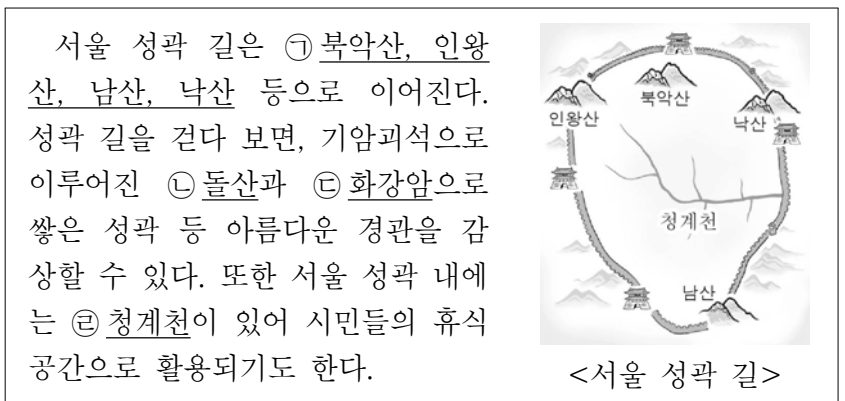 서울 성곽 길은 ㉠북악산, 인왕
산, 남산, 낙산 등으로 이어진다.
성곽 길을 걷다 보면, 기암괴석으로
이루어진 ㉡돌산과 ㉢화강암으로
쌓은 성곽 등 아름다운 경관을 감
상할 수 있다. 또한 서울 성곽 내에
는 ㉣청계천이 있어 시민들의 휴식
공간으로 활용되기도 한다.
북악산
인왕산
낙산
청계천
남산
<서울 성곽 길>